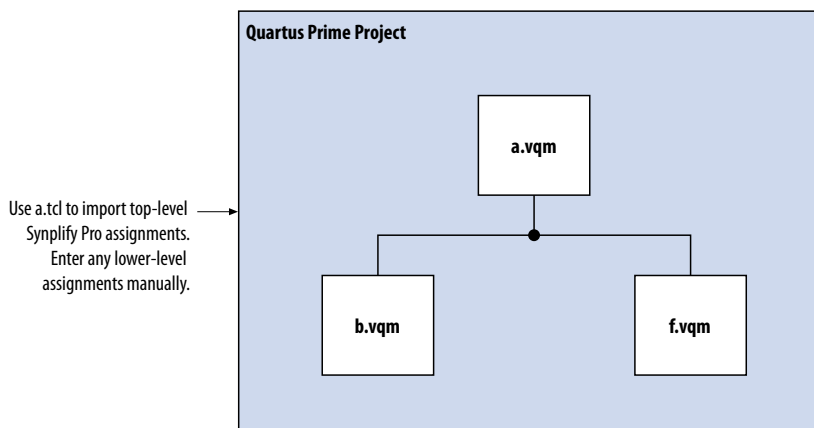 Quartus Prime Project
a.vqm
Use a.tcl to import top-level
Synplify Pro assignments.
Enter any lower-level
assignments manually.
b.vqm
f.vqm